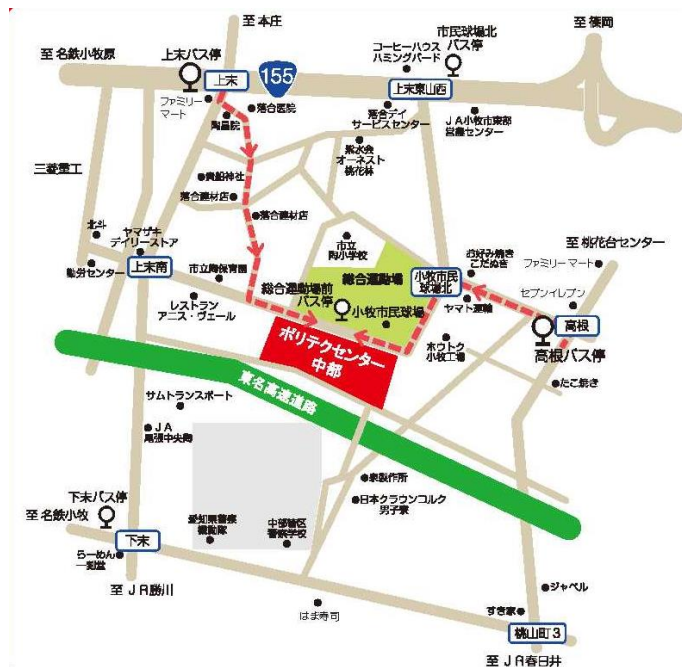 至 本庄
至 篠岡
至 名鉄小牧原
上末バス停
コーヒーハウス
ハミングバード
市民球場北
バス停
上末
155
上末東山西
ファミリー
マート
陶昌院
落合医院
落合デイ
サービスセンター
JA小牧市東部
営農センター
紫水会
オーネスト
桃花林
三菱重工
貴船神社
落合建材店
落合建材店
北斗
ヤマザキ
デイリーストア
市立
陶小学校
お好み焼き
こだぬき
至 桃花台センター
ファミリーマート
勤労センター
上末南
市立陶保育園
総合運動場
小牧市民
球場北
セブンイレブン
総合運動場前
バス停
小牧市民球場
ヤマト運輸
高根
レストラン
アニス・ヴェール
ホウトク
小牧工場
高根バス停
ポリテクセンター
中部
たこ焼き
東名高速道路
サムトランスポート
JA
尾張中央陶
泉製作所
日本クラウンコルク
男子寮
下末バス停
至 名鉄小牧
愛知県警察
機動隊
中部管区
警察学校
下末
らーめん
一刻堂
至 JR勝川
ジャベル
はま寿司
すき家
桃山町3
至 JR春日井